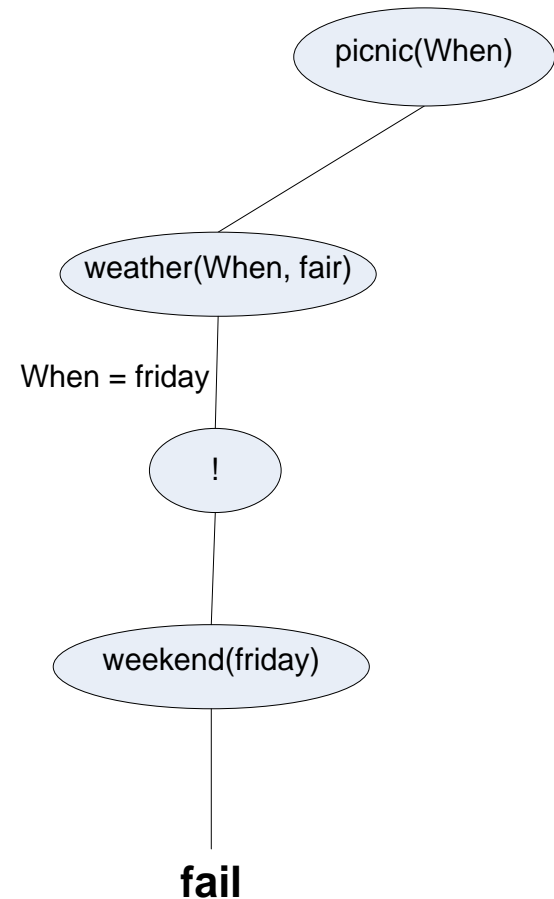 picnic(When)
weather(When, fair)
When = friday
!
weekend(friday)
fail